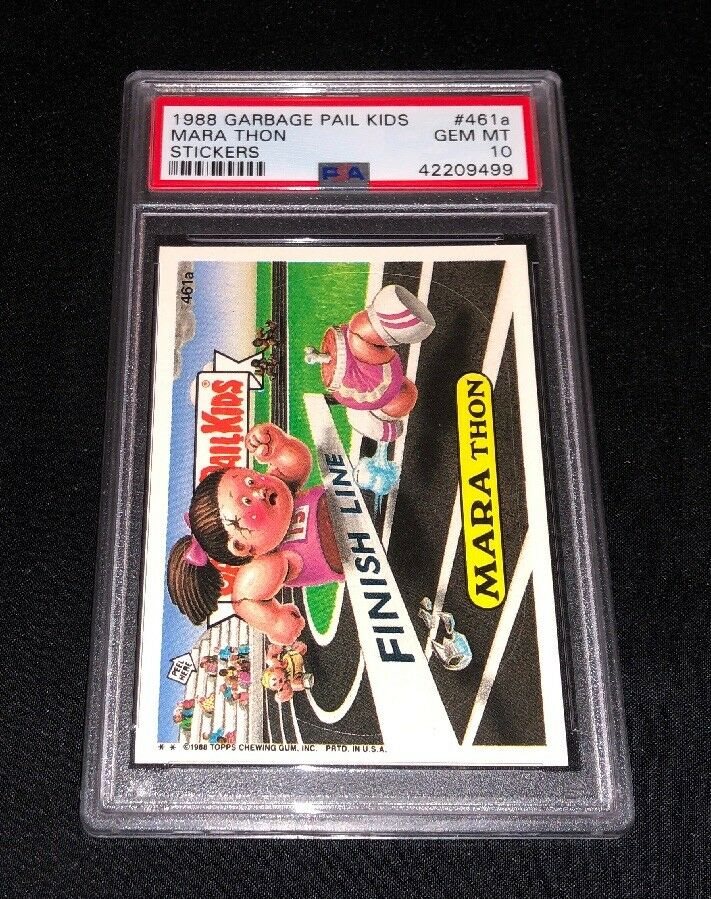 1988 GARBAGE PAIL KIDS #461a
MARA THON GEM MT
STICKERS 10
PSA 42209499
461a
PAIL KIDS®
15
FINISH LINE
MARA THON
PEEL HERE
* * ©1988 TOPPS CHEWING GUM, INC. PRTD. IN U.S.A.